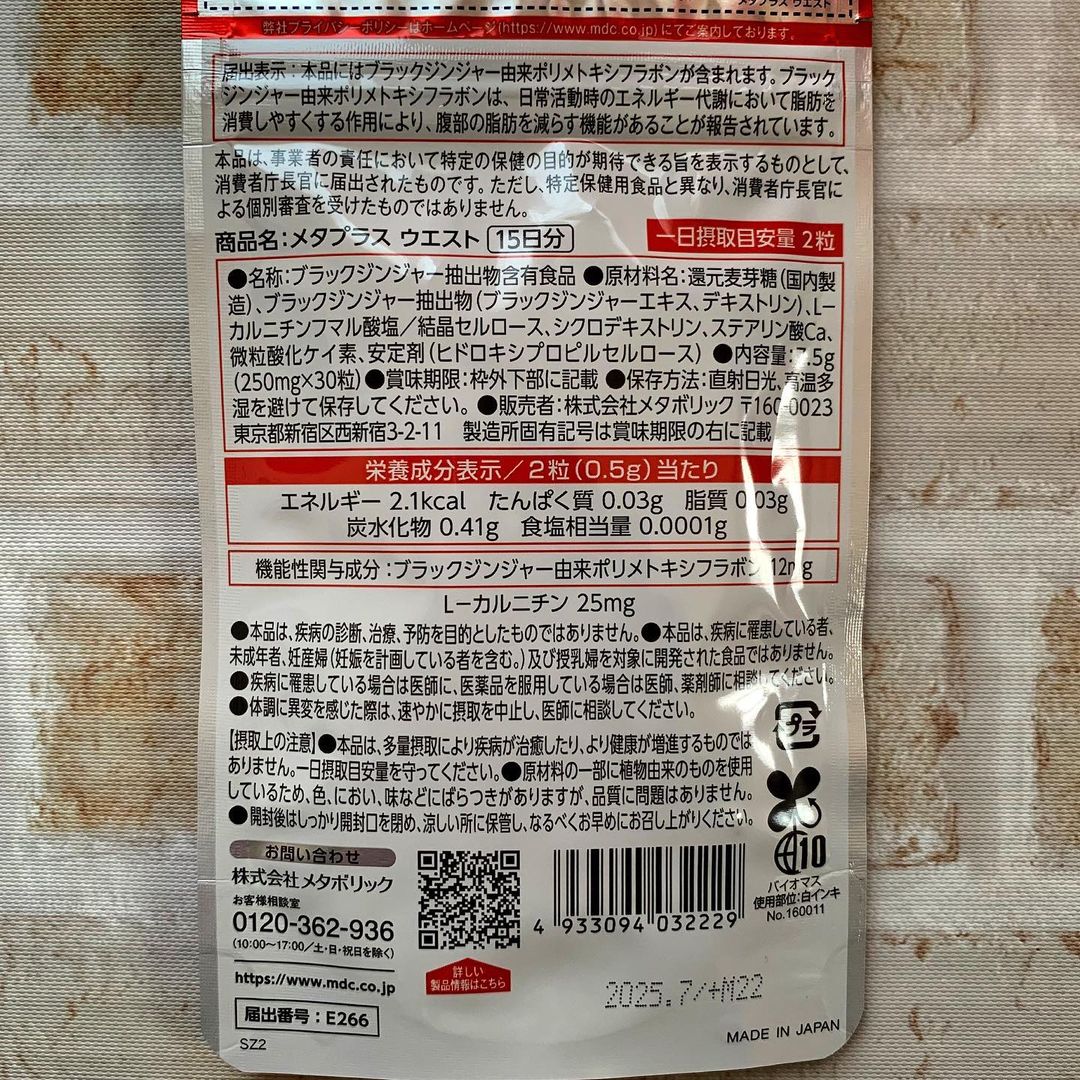 メタプラス ウエスト
弊社プライバシーポリシーはホームページ(https://www.mdc.co.jp)にてご案内しております。
届出表示：本品にはブラックジンジャー由来ポリメトキシフラボンが含まれます。ブラック
ジンジャー由来ポリメトキシフラボンは、日常活動時のエネルギー代謝において脂肪を
消費しやすくする作用により、腹部の脂肪を減らす機能があることが報告されています。
本品は、事業者の責任において特定の保健の目的が期待できる旨を表示するものとして、
消費者庁長官に届出されたものです。ただし、特定保健用食品と異なり、消費者庁長官に
よる個別審査を受けたものではありません。
商品名：メタプラス ウエスト 15日分 一日摂取目安量 2粒
●名称：ブラックジンジャー抽出物含有食品 ●原材料名：還元麦芽糖（国内製
造）、ブラックジンジャー抽出物（ブラックジンジャーエキス、デキストリン）、L－
カルニチンフマル酸塩／結晶セルロース、シクロデキストリン、ステアリン酸Ca、
微粒酸化ケイ素、安定剤（ヒドロキシプロピルセルロース） ●内容量：7.5g
(250mg×30粒) ●賞味期限：枠外下部に記載 ●保存方法：直射日光、高温多
湿を避けて保存してください。 ●販売者：株式会社メタボリック 〒160-0023
東京都新宿区西新宿3-2-11 製造所固有記号は賞味期限の右に記載
栄養成分表示／2粒(0.5g)当たり
エネルギー 2.1kcal たんぱく質 0.03g 脂質 0.03g
炭水化物 0.41g 食塩相当量 0.0001g
機能性関与成分：ブラックジンジャー由来ポリメトキシフラボン 12mg
L－カルニチン 25mg
●本品は、疾病の診断、治療、予防を目的としたものではありません。●本品は、疾病に罹患している者、
未成年者、妊産婦（妊娠を計画している者を含む。）及び授乳婦を対象に開発された食品ではありません。
●疾病に罹患している場合は医師に、医薬品を服用している場合は医師、薬剤師に相談してください。
●体調に異変を感じた際は、速やかに摂取を中止し、医師に相談してください。
プラ
【摂取上の注意】●本品は、多量摂取により疾病が治癒したり、より健康が増進するものでは
ありません。一日摂取目安量を守ってください。●原材料の一部に植物由来のものを使用
しているため、色、におい、味などにばらつきがありますが、品質に問題はありません。
●開封後はしっかり開封口を閉め、涼しい所に保管し、なるべくお早めにお召し上がりください。
10
バイオマス
使用部位：白インキ
No.160011
お問い合わせ
株式会社メタボリック
お客様相談室
0120-362-936
(10:00～17:00／土・日・祝日を除く)
https://www.mdc.co.jp
届出番号：E266
SZ2
詳しい
製品情報はこちら
4 933094 032229
2025.7/+M22
MADE IN JAPAN